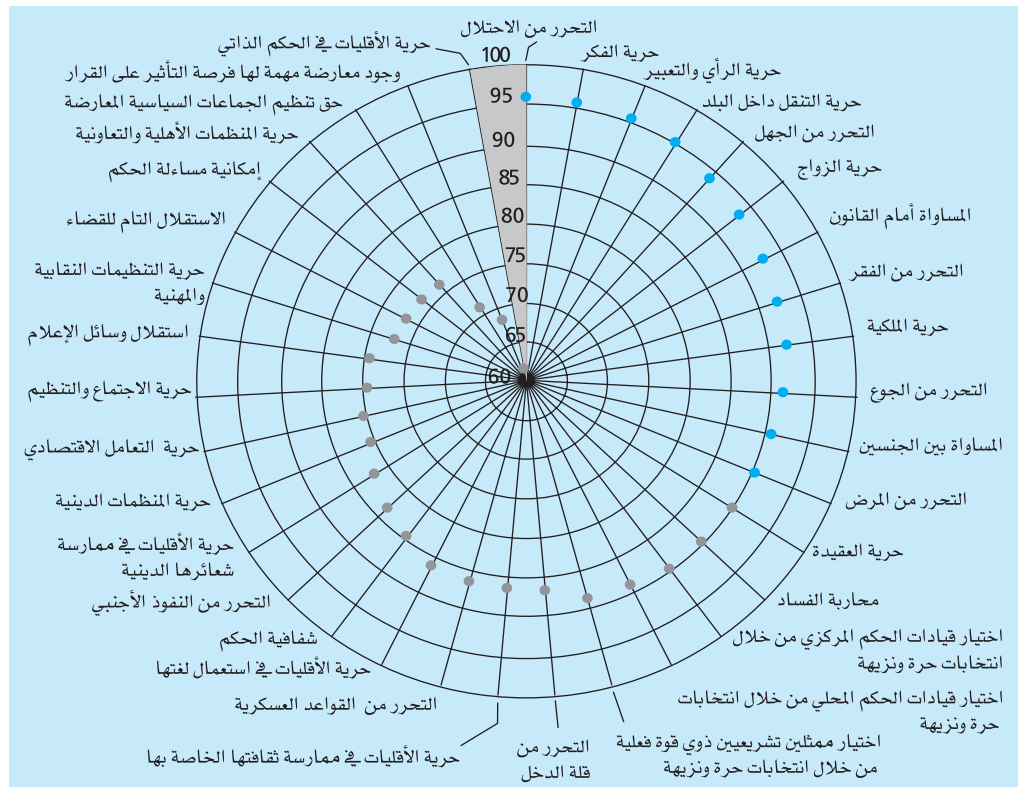 التحرر من الاحتلال
حرية الفكر
حرية الرأي والتعبير
حرية التنقل داخل البلد
التحرر من الجهل
حرية الزواج
المساواة أمام القانون
التحرر من الفقر
حرية الملكية
التحرر من الجوع
المساواة بين الجنسين
التحرر من المرض
حرية العقيدة
محاربة الفساد
اختيار قيادات الحكم المركزي من خلال
انتخابات حرة ونزيهة
اختيار قيادات الحكم المحلي من خلال انتخابات
حرة ونزيهة
اختيار ممثلين تشريعيين ذوي قوة فعلية
من خلال انتخابات حرة ونزيهة
التحرر من
قلة الدخل
حرية الأقليات في ممارسة ثقافتها الخاصة بها
التحرر من القواعد العسكرية
حرية الأقليات في استعمال لغتها
شفافية الحكم
التحرر من النفوذ الأجنبي
حرية الأقليات في ممارسة
شعائرها الدينية
حرية المنظمات الدينية
حرية التعامل الاقتصادي
حرية الاجتماع والتنظيم
استقلال وسائل الإعلام
حرية التنظيمات النقابية
والمهنية
الاستقلال التام للقضاء
إمكانية مساءلة الحكم
حرية المنظمات الأهلية والتعاونية
حق تنظيم الجماعات السياسية المعارضة
وجود معارضة مهمة لها فرصة التأثير على القرار
حرية الأقليات في الحكم الذاتي
100
95
90
85
80
75
70
65
60